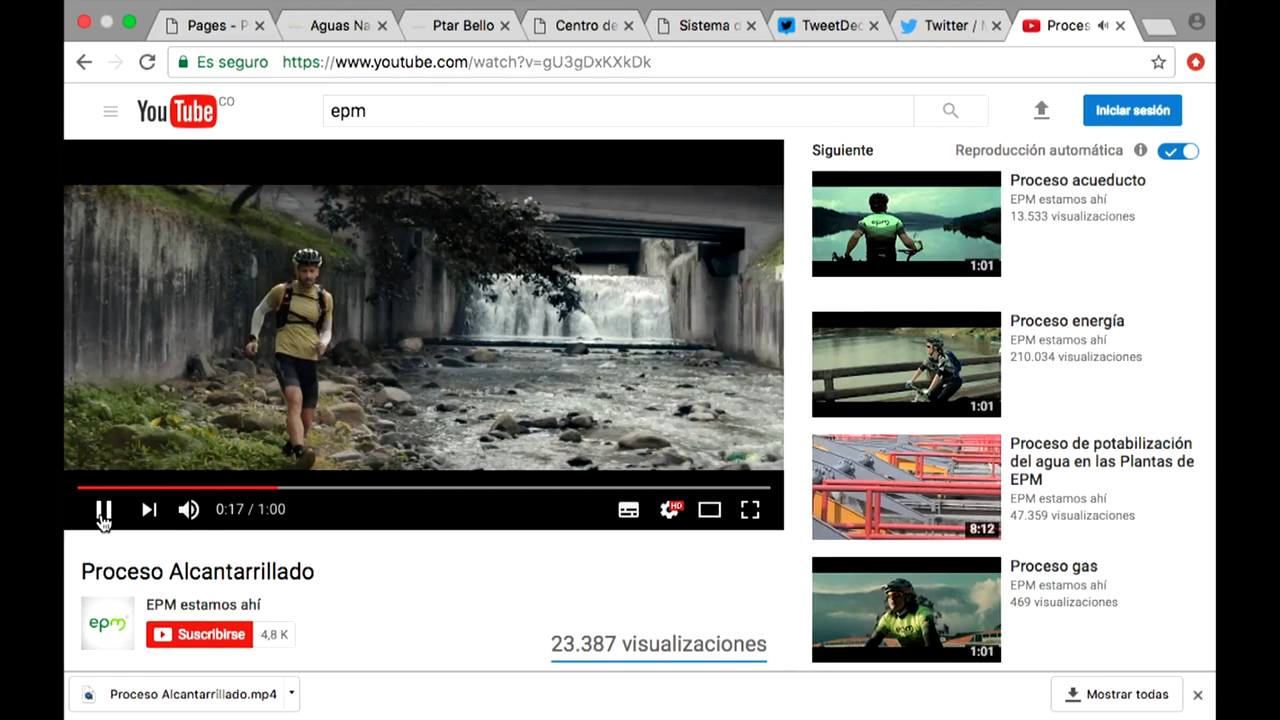 Pages - P
Aguas Na
Ptar Bello
Centro de
Sistema d
TweetDec
Twitter / M
Proces
Es seguro https://www.youtube.com/watch?v=gU3gDxKXkDk
YouTube CO
epm
Iniciar sesión
Siguiente
Reproducción automática
Proceso acueducto
EPM estamos ahí
13.533 visualizaciones
1:01
Proceso energía
EPM estamos ahí
210.034 visualizaciones
1:01
Proceso de potabilización
del agua en las Plantas de
EPM
EPM estamos ahí
47.359 visualizaciones
8:12
Proceso gas
EPM estamos ahí
469 visualizaciones
1:01
0:17 / 1:00
HD
Proceso Alcantarrillado
epm
EPM estamos ahí
Suscribirse 4,8 K
23.387 visualizaciones
Proceso Alcantarrillado.mp4
Mostrar todas